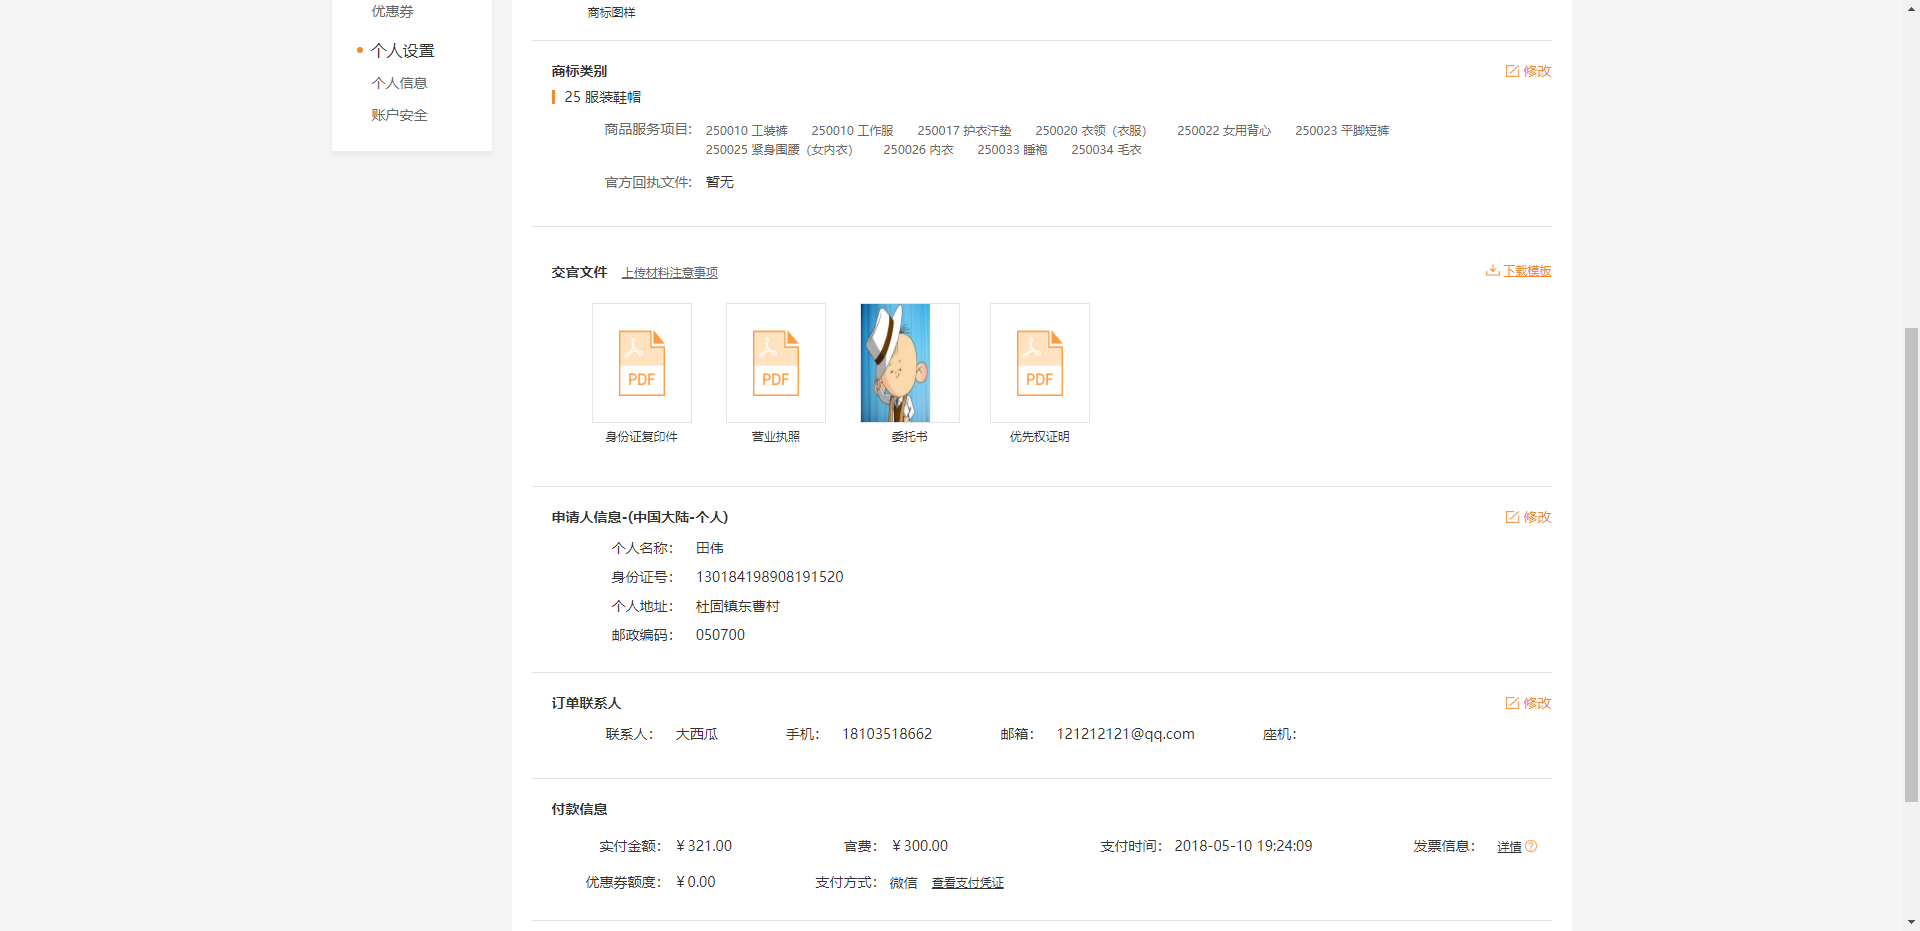 优惠券
个人设置
个人信息
账户安全
商标图样
商标类别
修改
25 服装鞋帽
商品服务项目: 250010 工装裤 250010 工作服 250017 护衣汗垫 250020 衣领（衣服） 250022 女用背心 250023 平脚短裤
250025 紧身围腰（女内衣） 250026 内衣 250033 睡袍 250034 毛衣
官方回执文件: 暂无
交官文件 上传材料注意事项 下载模板
PDF PDF PDF
身份证复印件 营业执照 委托书 优先权证明
申请人信息-(中国大陆-个人) 修改
个人名称： 田伟
身份证号： 130184198908191520
个人地址： 杜固镇东曹村
邮政编码： 050700
订单联系人 修改
联系人： 大西瓜 手机： 18103518662 邮箱： 121212121@qq.com 座机：
付款信息
实付金额： ¥321.00 官费： ¥300.00 支付时间： 2018-05-10 19:24:09 发票信息： 详情
优惠券额度： ¥0.00 支付方式： 微信 查看支付凭证